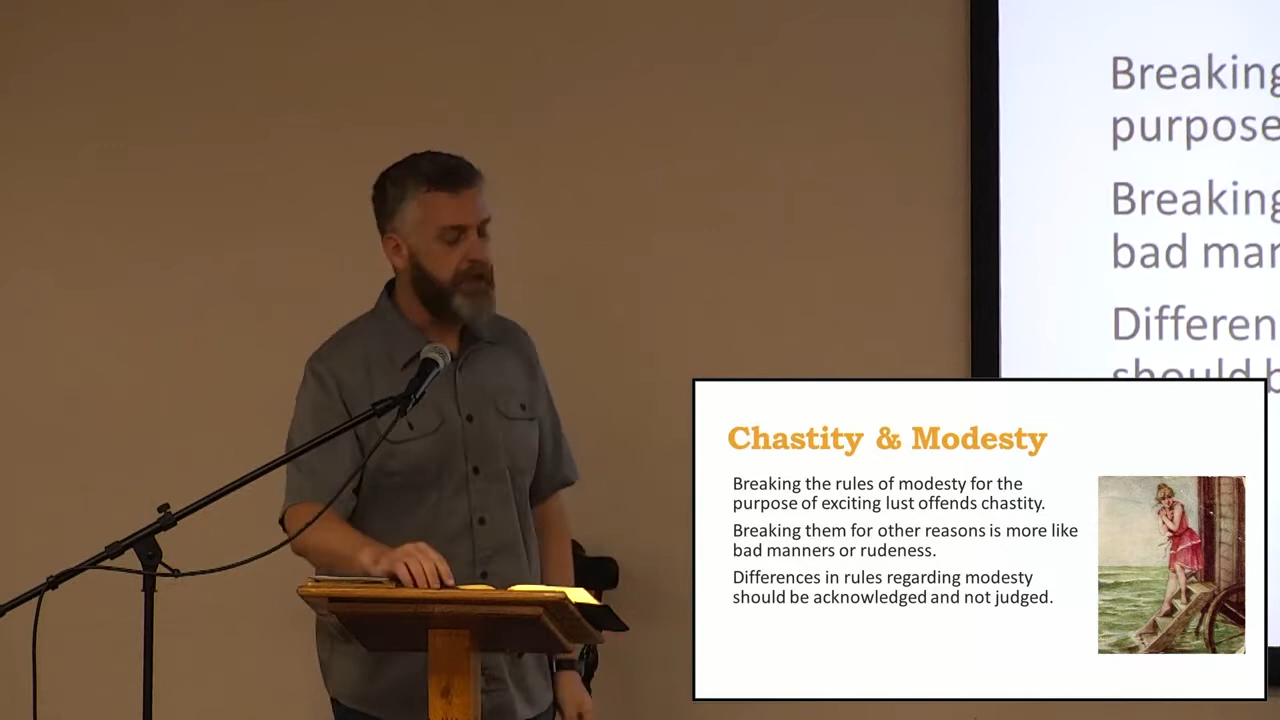 Breaking
purpose
Breaking
bad
Differen
should b
Chastity & Modesty
Breaking the rules of modesty for the
purpose of exciting lust offends chastity.
Breaking them for other reasons is more like
bad manners or rudeness.
Differences in rules regarding modesty
should be acknowledged and not judged.